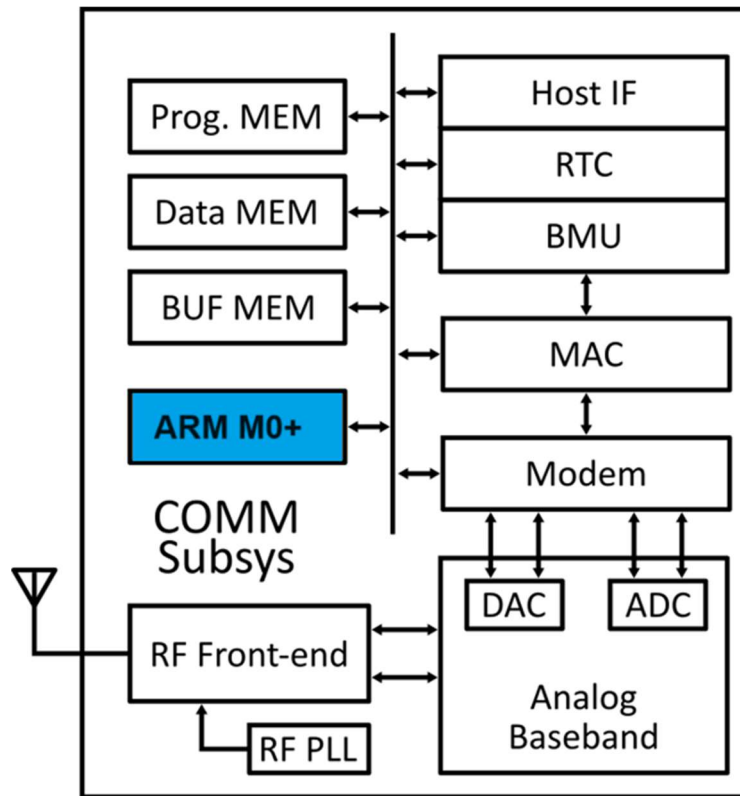 Prog. MEM
Data MEM
BUF MEM
ARM M0+
COMM
Subsys
RF Front-end
RF PLL
Host IF
RTC
BMU
MAC
Modem
DAC
ADC
Analog
Baseband